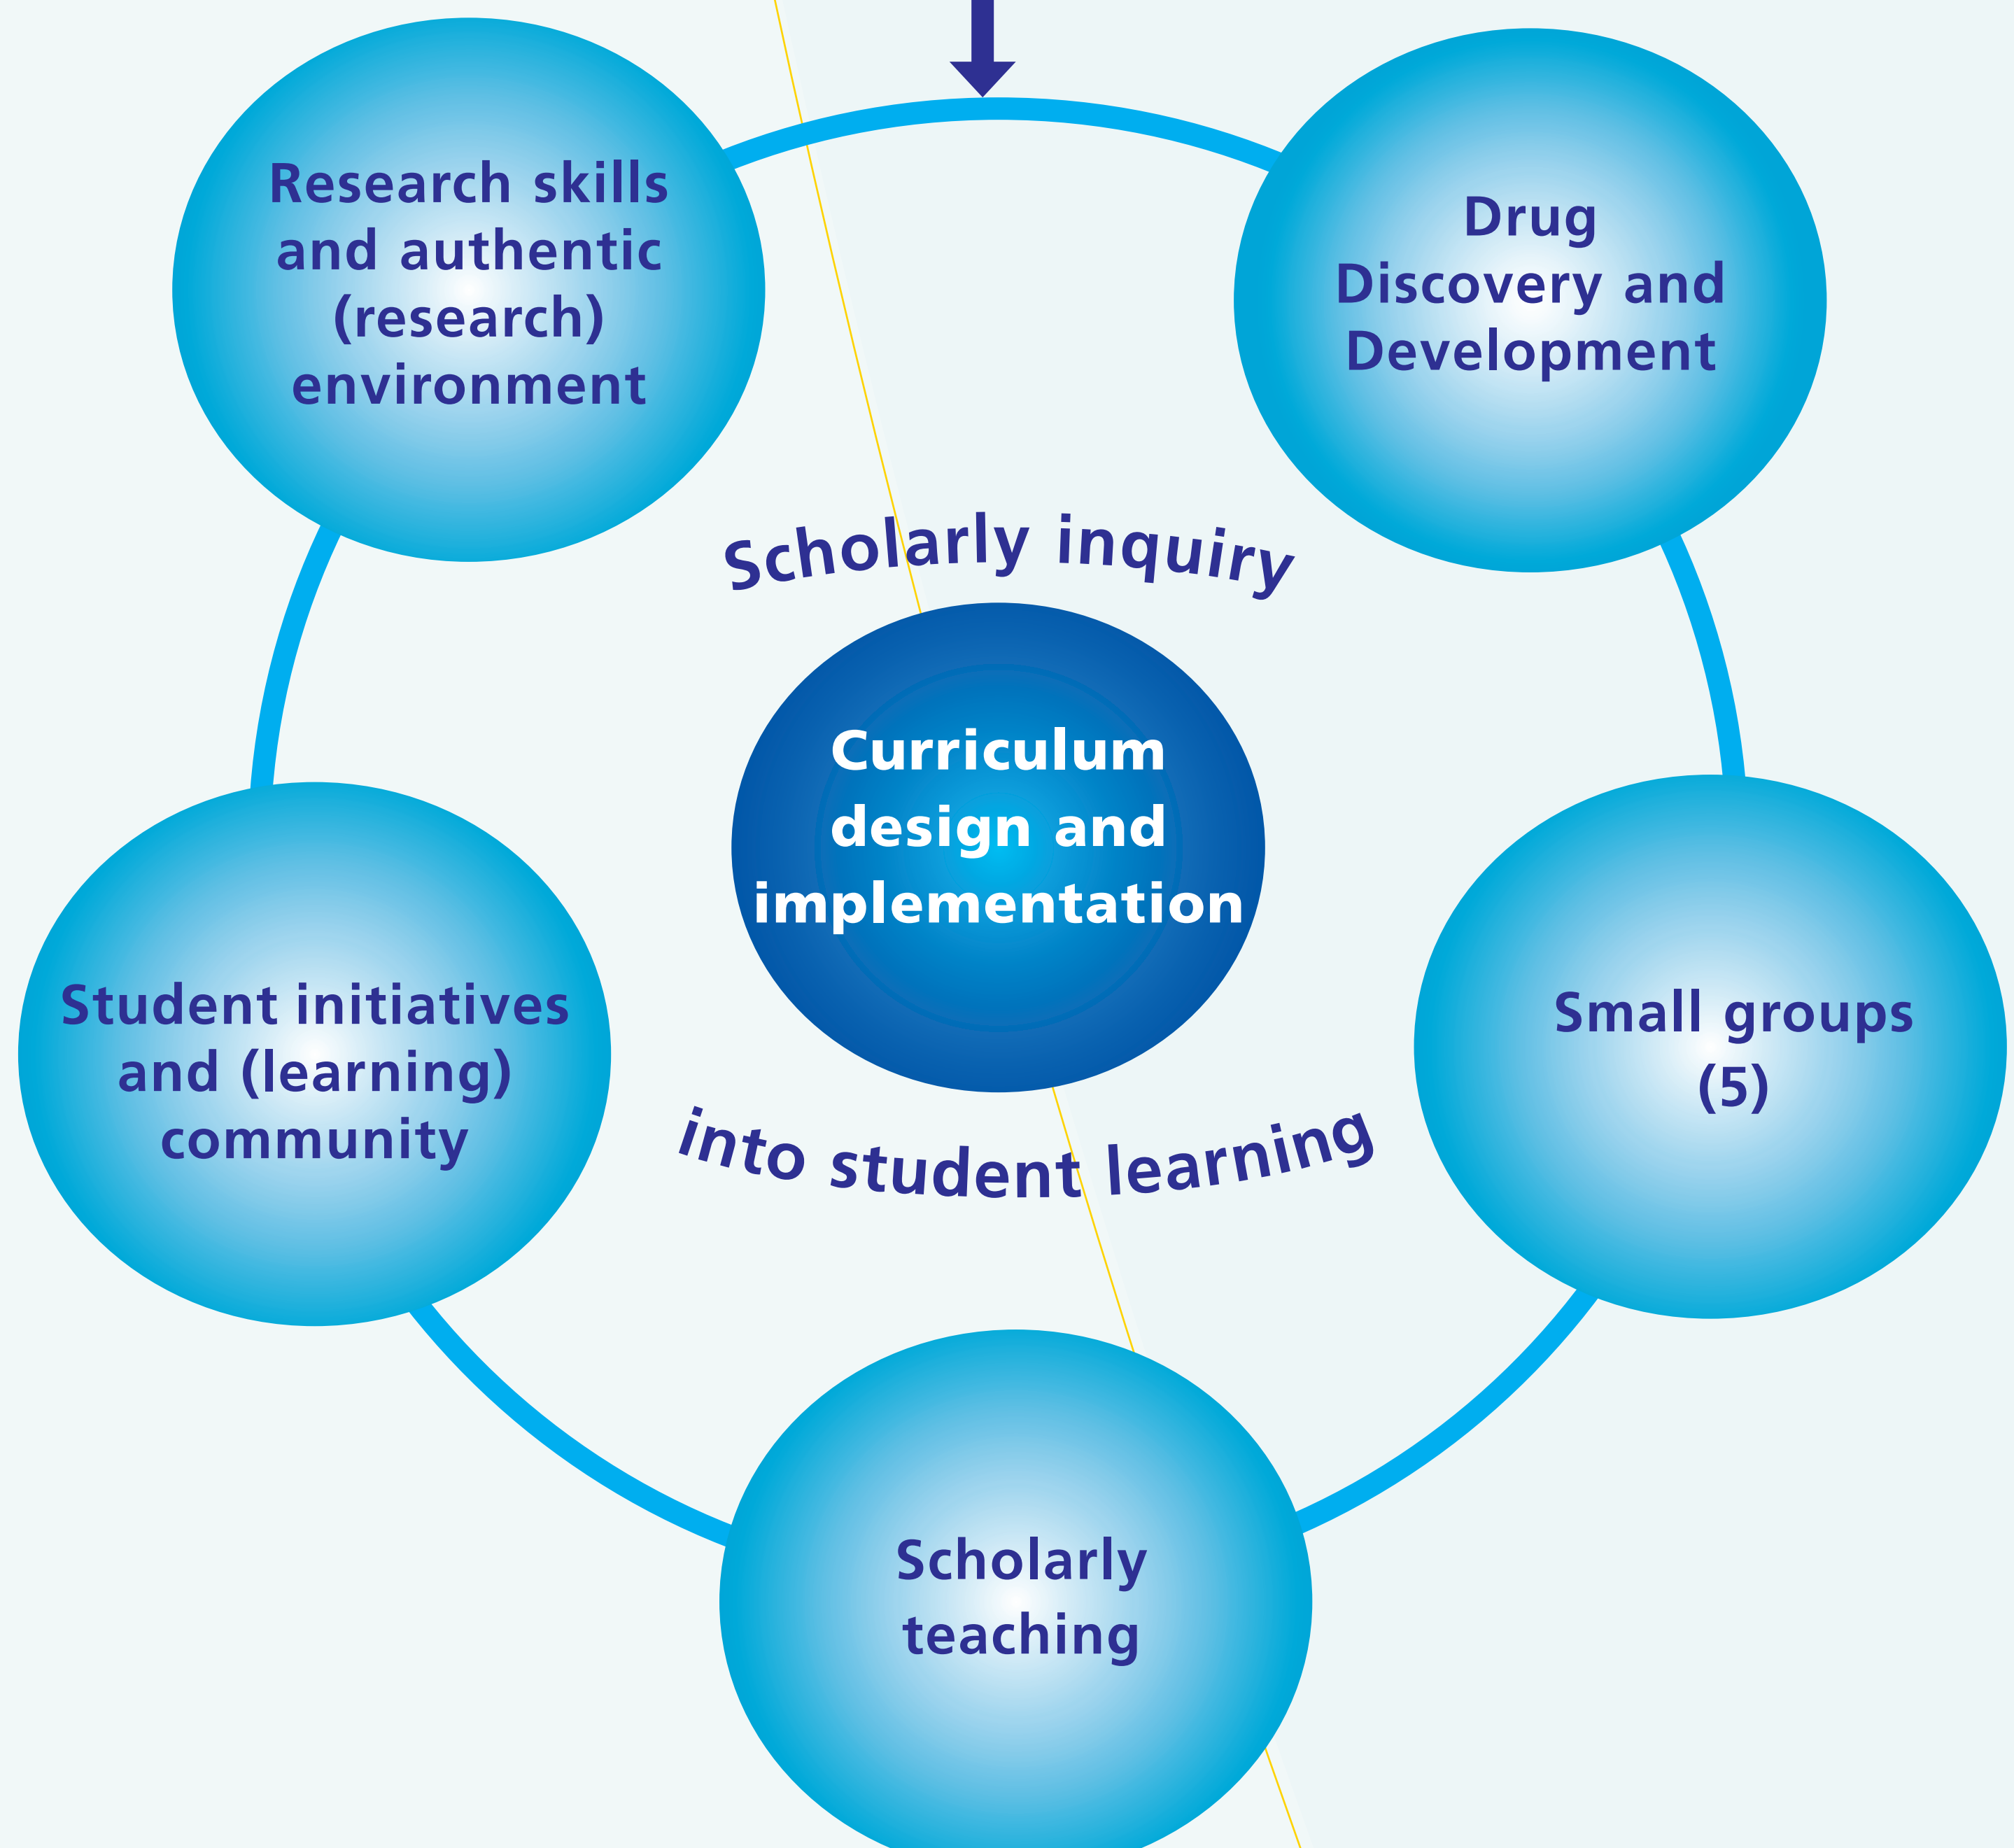 Research skills
and authentic
(research)
environment
Drug
Discovery and
Development
Scholarly inquiry
Curriculum
design and
implementation
into student learning
Student initiatives
and (learning)
community
Small groups
(5)
Scholarly
teaching